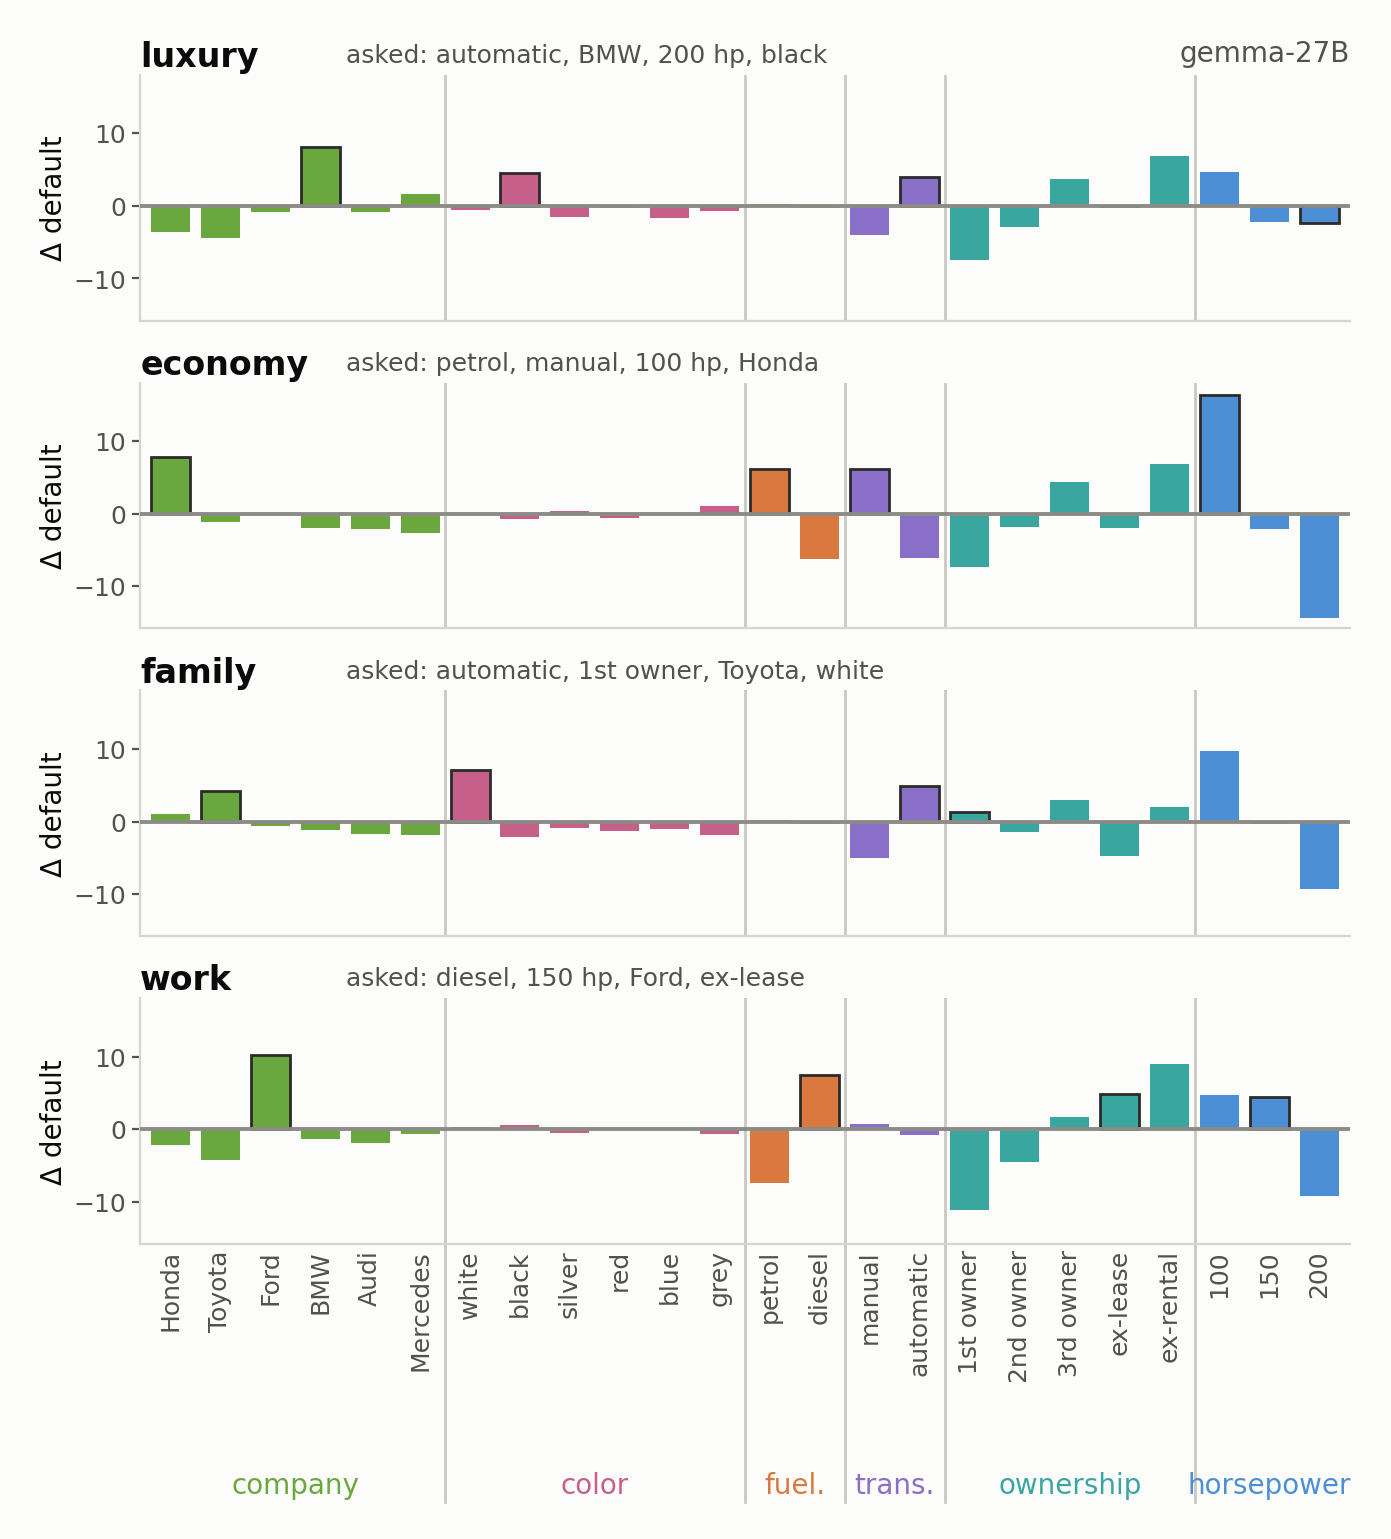 luxury asked: automatic, BMW, 200 hp, black gemma-27B
Δ default
10
0
−10
economy asked: petrol, manual, 100 hp, Honda
Δ default
10
0
−10
family asked: automatic, 1st owner, Toyota, white
Δ default
10
0
−10
work asked: diesel, 150 hp, Ford, ex-lease
Δ default
10
0
−10
Honda Toyota Ford BMW Audi Mercedes white black silver red blue grey petrol diesel manual automatic 1st owner 2nd owner 3rd owner ex-lease ex-rental 100 150 200
company color fuel. trans. ownership horsepower